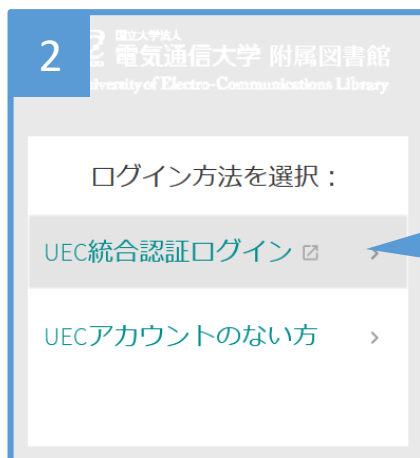 2
国立大学法人
電気通信大学 附属図書館
University of Electro-Communications Library
ログイン方法を選択：
UEC統合認証ログイン
UECアカウントのない方